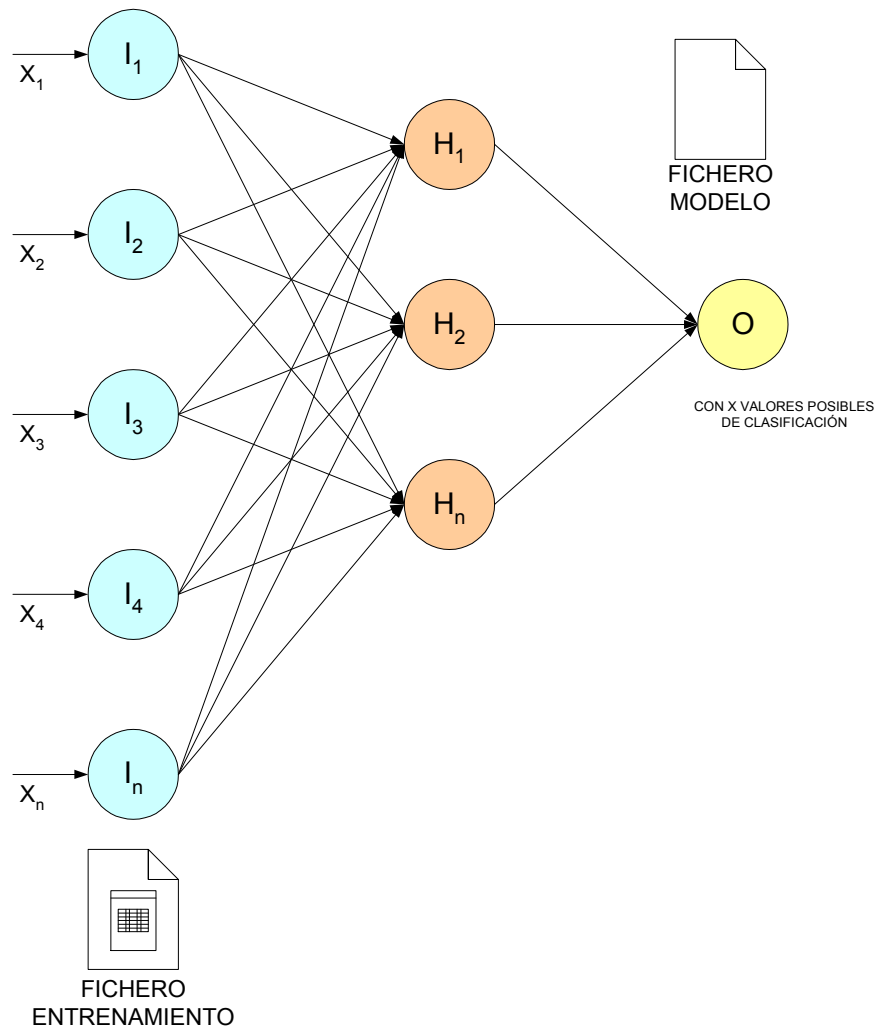 I1
X1
H1
FICHERO
MODELO
I2
X2
H2
O
I3
X3
CON X VALORES POSIBLES
DE CLASIFICACIÓN
Hn
I4
X4
In
Xn
FICHERO
ENTRENAMIENTO